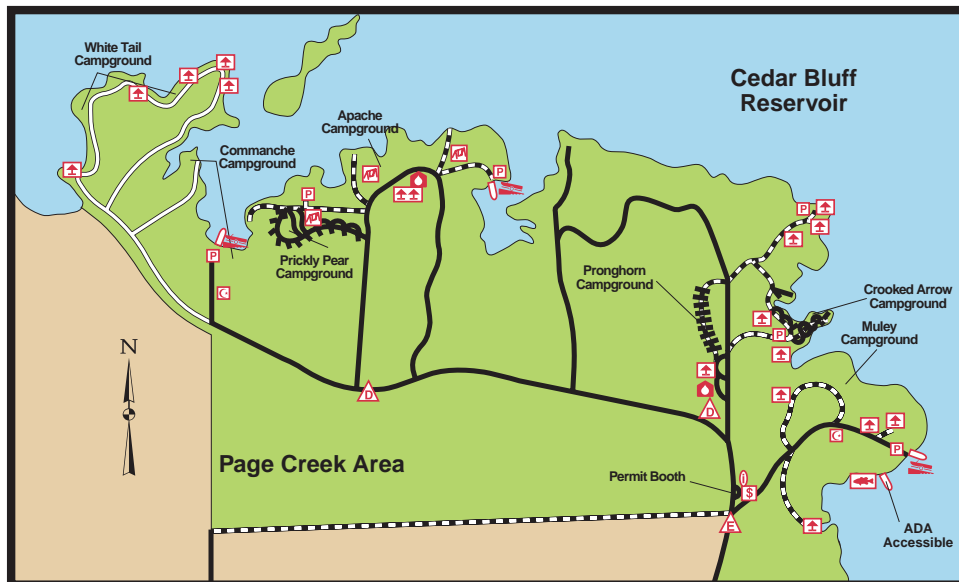 White Tail
Campground
Cedar Bluff
Reservoir
Apache
Campground
Commanche
Campground
P
P
P
Prickly Pear
Campground
Pronghorn
Campground
P
Crooked Arrow
Campground
P
Muley
Campground
N
D
D
Page Creek Area
P
Permit Booth
i
$
E
ADA
Accessible